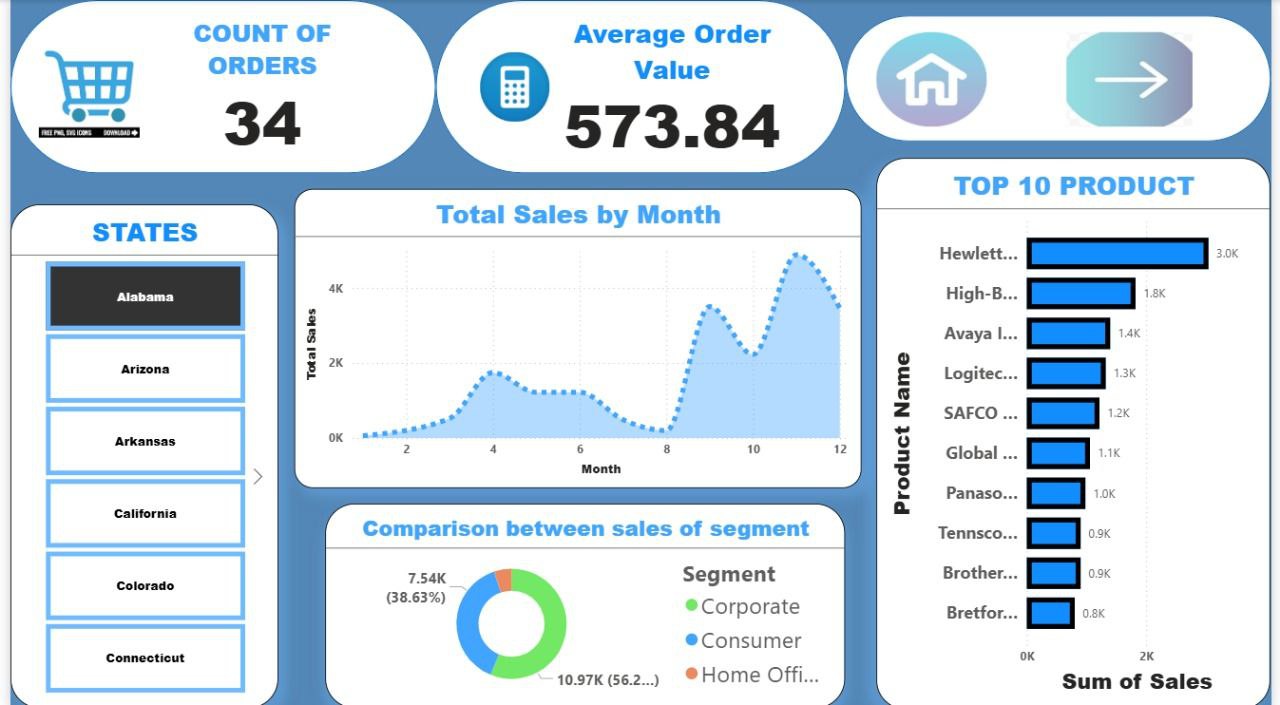 COUNT OF
ORDERS
34
FREE PNG, SVG ICONS DOWNLOAD
Average Order
Value
573.84
STATES
Alabama
Arizona
Arkansas
California
Colorado
Connecticut
Total Sales by Month
Total Sales
4K
2K
0K
2 4 6 8 10 12
Month
Comparison between sales of segment
7.54K
(38.63%)
10.97K (56.2...)
Segment
Corporate
Consumer
Home Offi...
TOP 10 PRODUCT
Product Name
Hewlett... 3.0K
High-B... 1.8K
Avaya I... 1.4K
Logitec... 1.3K
SAFCO ... 1.2K
Global ... 1.1K
Panaso... 1.0K
Tennsco... 0.9K
Brother... 0.9K
Bretfor... 0.8K
0K 2K
Sum of Sales